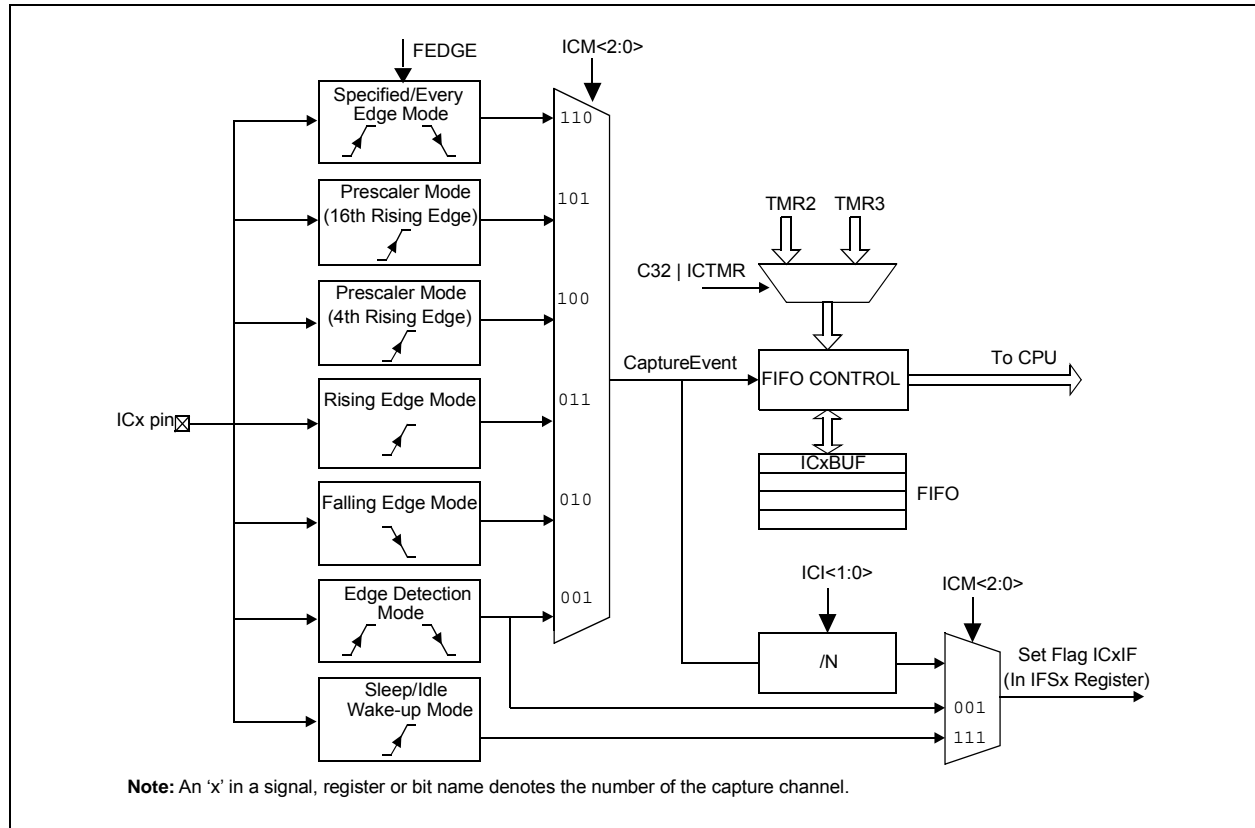 FEDGE
ICM<2:0>
Specified/Every
Edge Mode
110
Prescaler Mode
(16th Rising Edge)
101
TMR2
TMR3
C32 | ICTMR
Prescaler Mode
(4th Rising Edge)
100
CaptureEvent
FIFO CONTROL
To CPU
ICx pin
Rising Edge Mode
011
ICxBUF
FIFO
Falling Edge Mode
010
ICI<1:0>
ICM<2:0>
Edge Detection
Mode
001
/N
Set Flag ICxIF
(In IFSx Register)
Sleep/Idle
Wake-up Mode
001
111
Note: An ‘x’ in a signal, register or bit name denotes the number of the capture channel.